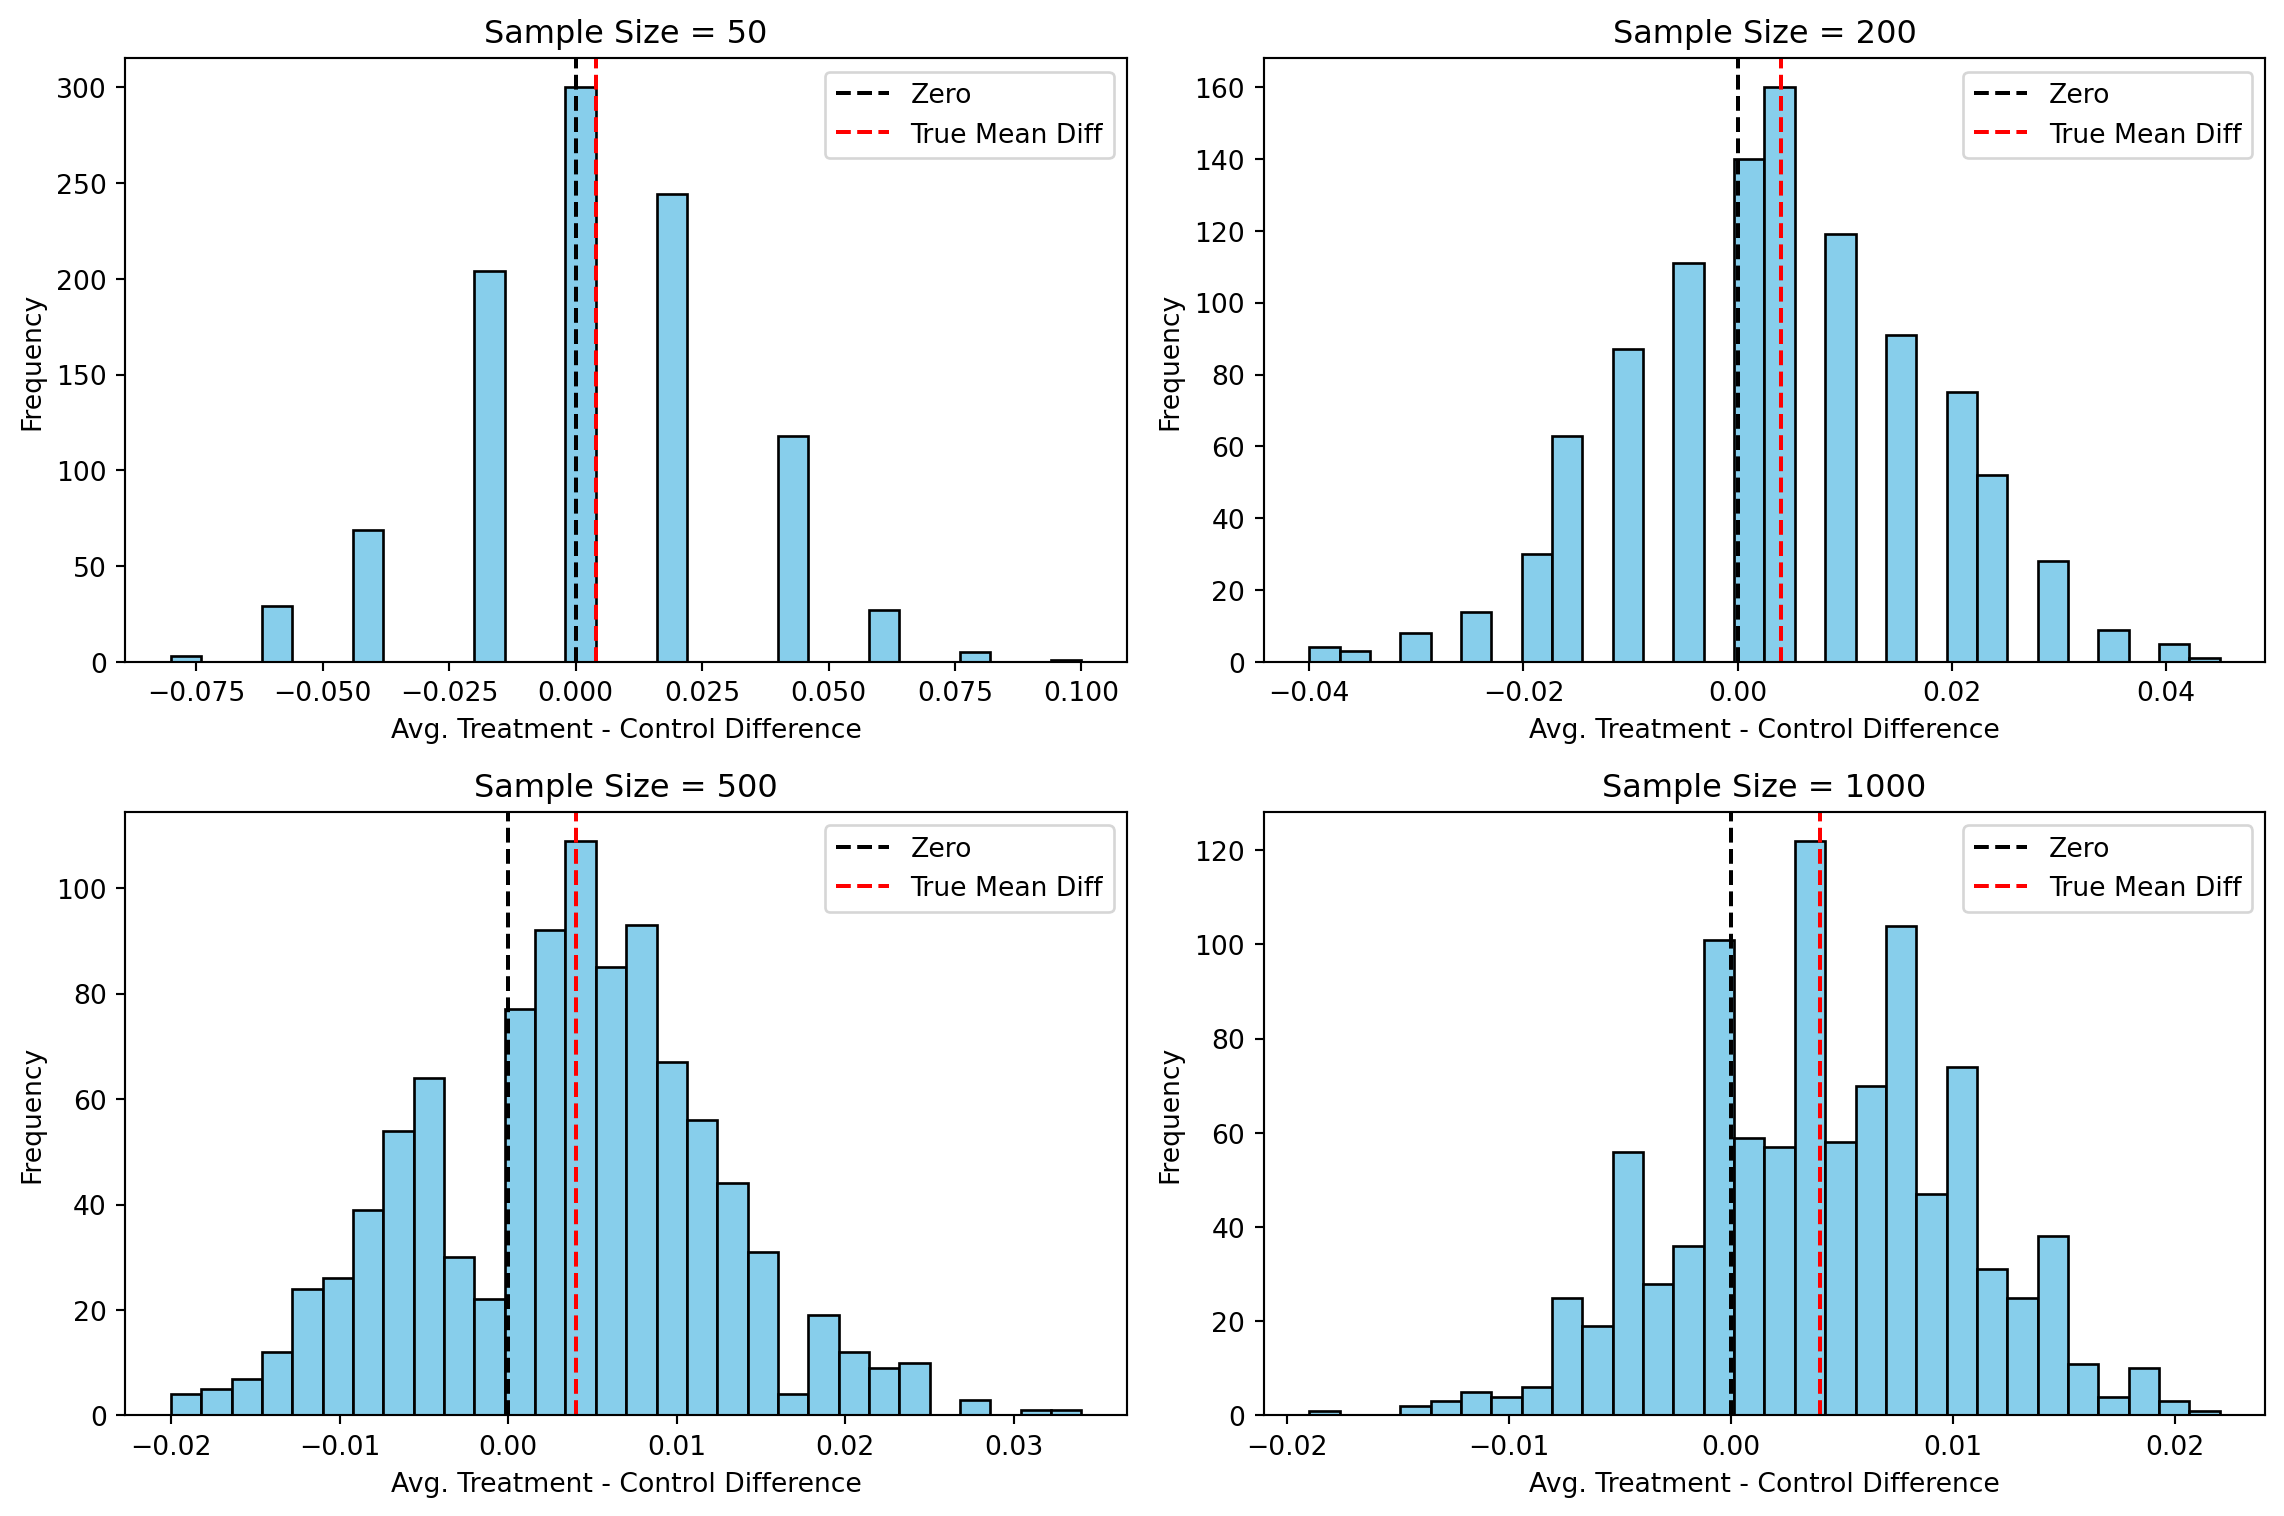 Sample Size = 50
Zero
True Mean Diff
Frequency
300
250
200
150
100
50
0
−0.075 −0.050 −0.025 0.000 0.025 0.050 0.075 0.100
Avg. Treatment - Control Difference
Sample Size = 200
Zero
True Mean Diff
Frequency
160
140
120
100
80
60
40
20
0
−0.04 −0.02 0.00 0.02 0.04
Avg. Treatment - Control Difference
Sample Size = 500
Zero
True Mean Diff
Frequency
100
80
60
40
20
0
−0.02 −0.01 0.00 0.01 0.02 0.03
Avg. Treatment - Control Difference
Sample Size = 1000
Zero
True Mean Diff
Frequency
120
100
80
60
40
20
0
−0.02 −0.01 0.00 0.01 0.02
Avg. Treatment - Control Difference